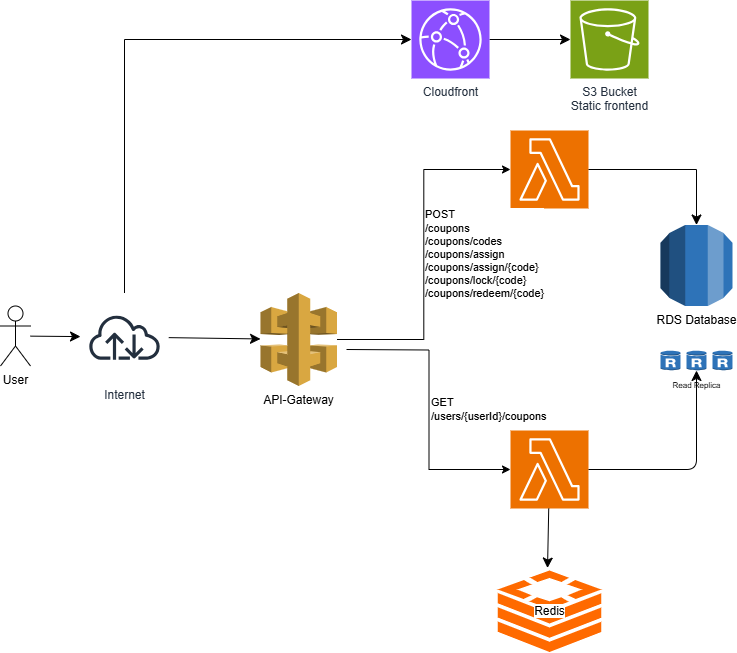 Cloudfront
S3 Bucket
Static frontend
POST
/coupons
/coupons/codes
/coupons/assign
/coupons/assign/{code}
/coupons/lock/{code}
/coupons/redeem/{code}
RDS Database
User
Internet
API-Gateway
R R R
Read Replica
GET
/users/{userId}/coupons
Redis